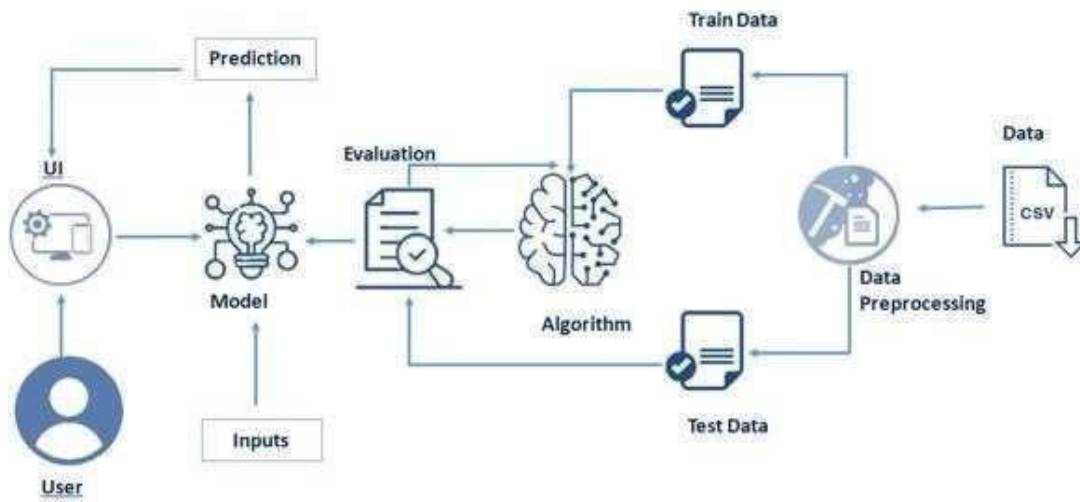 Train Data
Prediction
Data
UI
Evaluation
CSV
Model
Data
Preprocessing
Algorithm
Test Data
Inputs
User